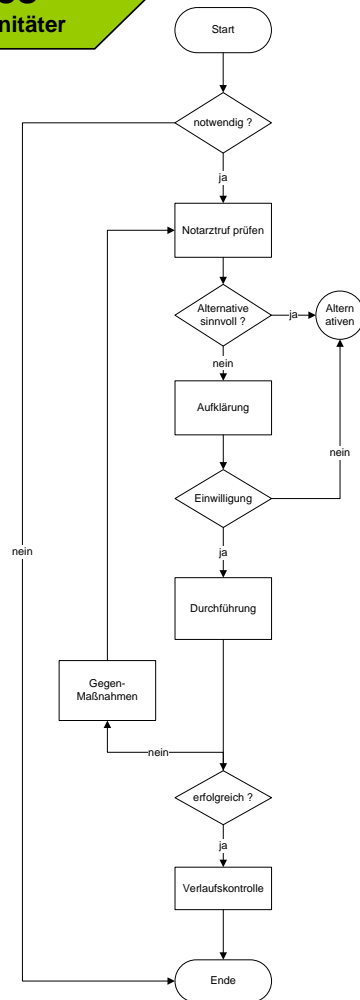 nitäter
Start
notwendig ?
ja
Notarztruf prüfen
Alternative
sinnvoll ?
ja
Altern
ativen
nein
Aufklärung
nein
Einwilligung
ja
nein
Durchführung
Gegen-
Maßnahmen
nein
erfolgreich ?
ja
Verlaufskontrolle
Ende